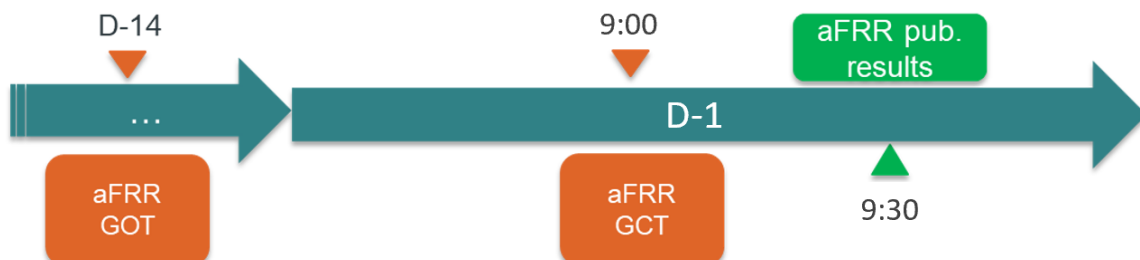 D-14
9:00
aFRR pub.
results
...
D-1
aFRR
GOT
aFRR
GCT
9:30